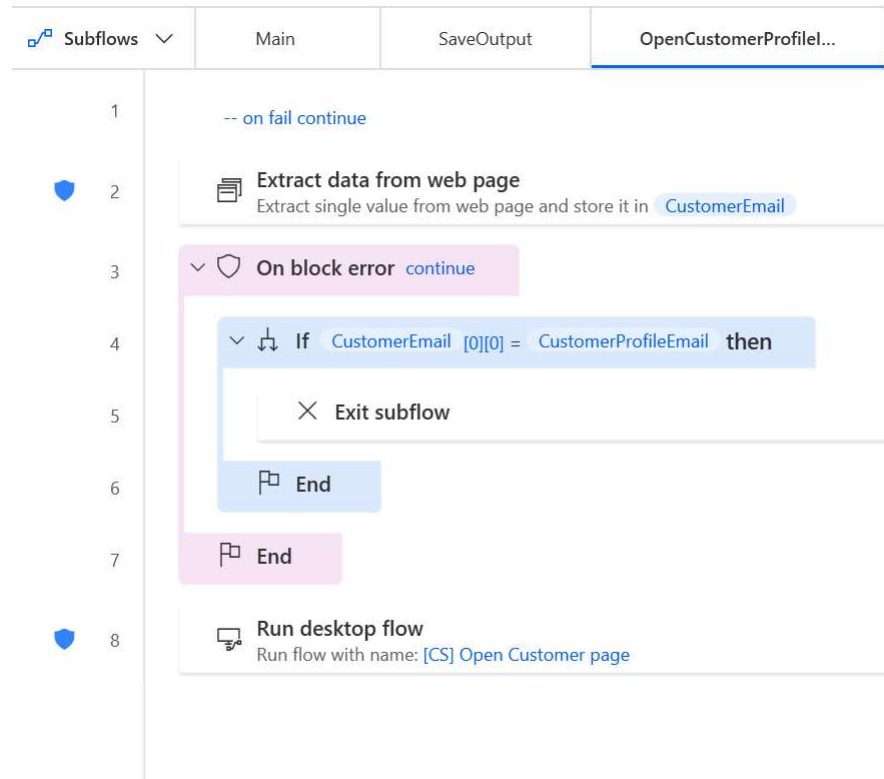 Subflows Main SaveOutput OpenCustomerProfileI...
1 -- on fail continue
2 Extract data from web page
Extract single value from web page and store it in CustomerEmail
3 On block error continue
4 If CustomerEmail [0][0] = CustomerProfileEmail then
5 Exit subflow
6 End
7 End
8 Run desktop flow
Run flow with name: [CS] Open Customer page